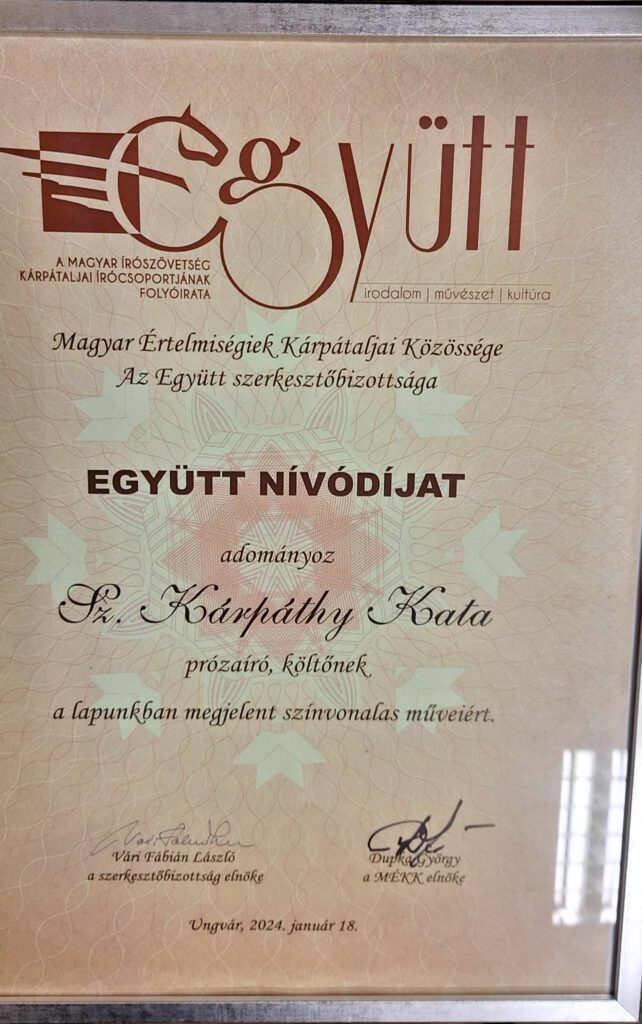 Együtt
A MAGYAR ÍRÓSZÖVETSÉG
KÁRPÁTALJAI ÍRÓCSOPORTJÁNAK
FOLYÓIRATA
irodalom | művészet | kultúra
Magyar Értelmiségiek Kárpátaljai Közössége
Az Együtt szerkesztőbizottsága
EGYÜTT NÍVÓDÍJAT
adományoz
Sz. Kárpáthy Kata
prózaíró, költőnek
a lapunkban megjelent színvonalas műveiért.
Vári Fábián László
a szerkesztőbizottság elnöke
Dupka György
a MÉKK elnöke
Ungvár, 2024. január 18.